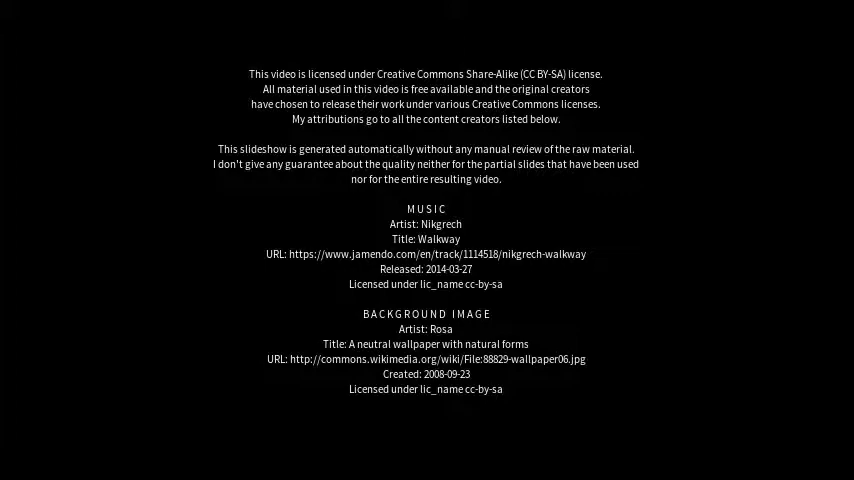 This video is licensed under Creative Commons Share-Alike (CC BY-SA) license.
All material used in this video is free available and the original creators
have chosen to release their work under various Creative Commons licenses.
My attributions go to all the content creators listed below.
This slideshow is generated automatically without any manual review of the raw material.
I don't give any guarantee about the quality neither for the partial slides that have been used
nor for the entire resulting video.
MUSIC
Artist: Nikgrech
Title: Walkway
URL: https://www.jamendo.com/en/track/1114518/nikgrech-walkway
Released: 2014-03-27
Licensed under lic_name cc-by-sa
BACKGROUND IMAGE
Artist: Rosa
Title: A neutral wallpaper with natural forms
URL: http://commons.wikimedia.org/wiki/File:88829-wallpaper06.jpg
Created: 2008-09-23
Licensed under lic_name cc-by-sa